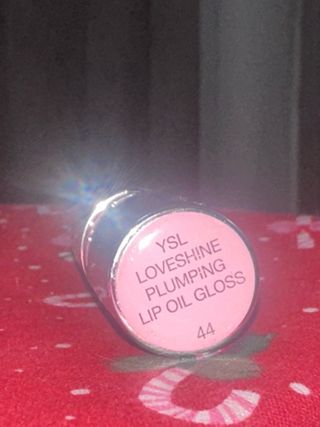 YSL
LOVESHINE
PLUMPING
LIP OIL GLOSS
44